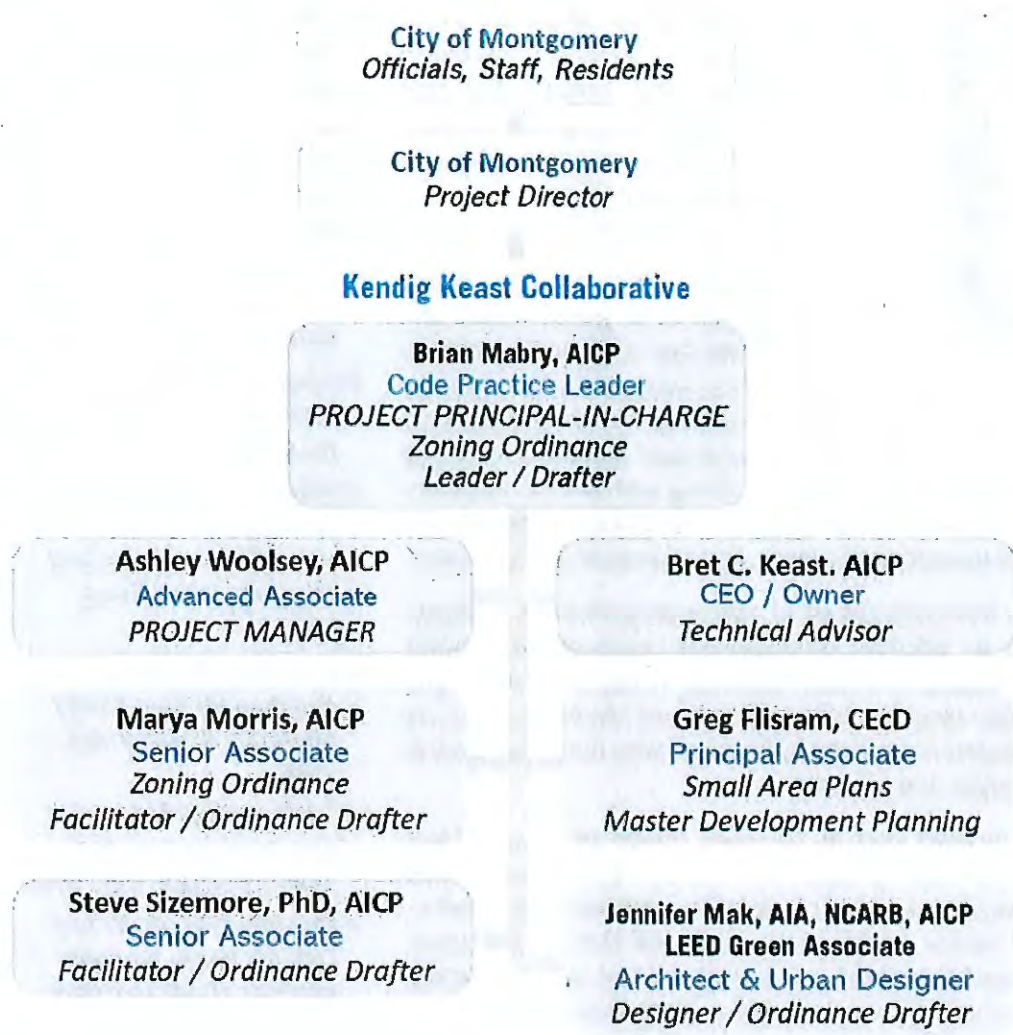 City of Montgomery
Officials, Staff, Residents
City of Montgomery
Project Director
Kendig Keast Collaborative
Brian Mabry, AICP
Code Practice Leader
PROJECT PRINCIPAL-IN-CHARGE
Zoning Ordinance
Leader / Drafter
Ashley Woolsey, AICP
Advanced Associate
PROJECT MANAGER
Bret C. Keast, AICP
CEO / Owner
Technical Advisor
Marya Morris, AICP
Senior Associate
Zoning Ordinance
Facilitator / Ordinance Drafter
Greg Flisram, CEcD
Principal Associate
Small Area Plans
Master Development Planning
Steve Sizemore, PhD, AICP
Senior Associate
Facilitator / Ordinance Drafter
Jennifer Mak, AIA, NCARB, AICP
LEED Green Associate
Architect & Urban Designer
Designer / Ordinance Drafter